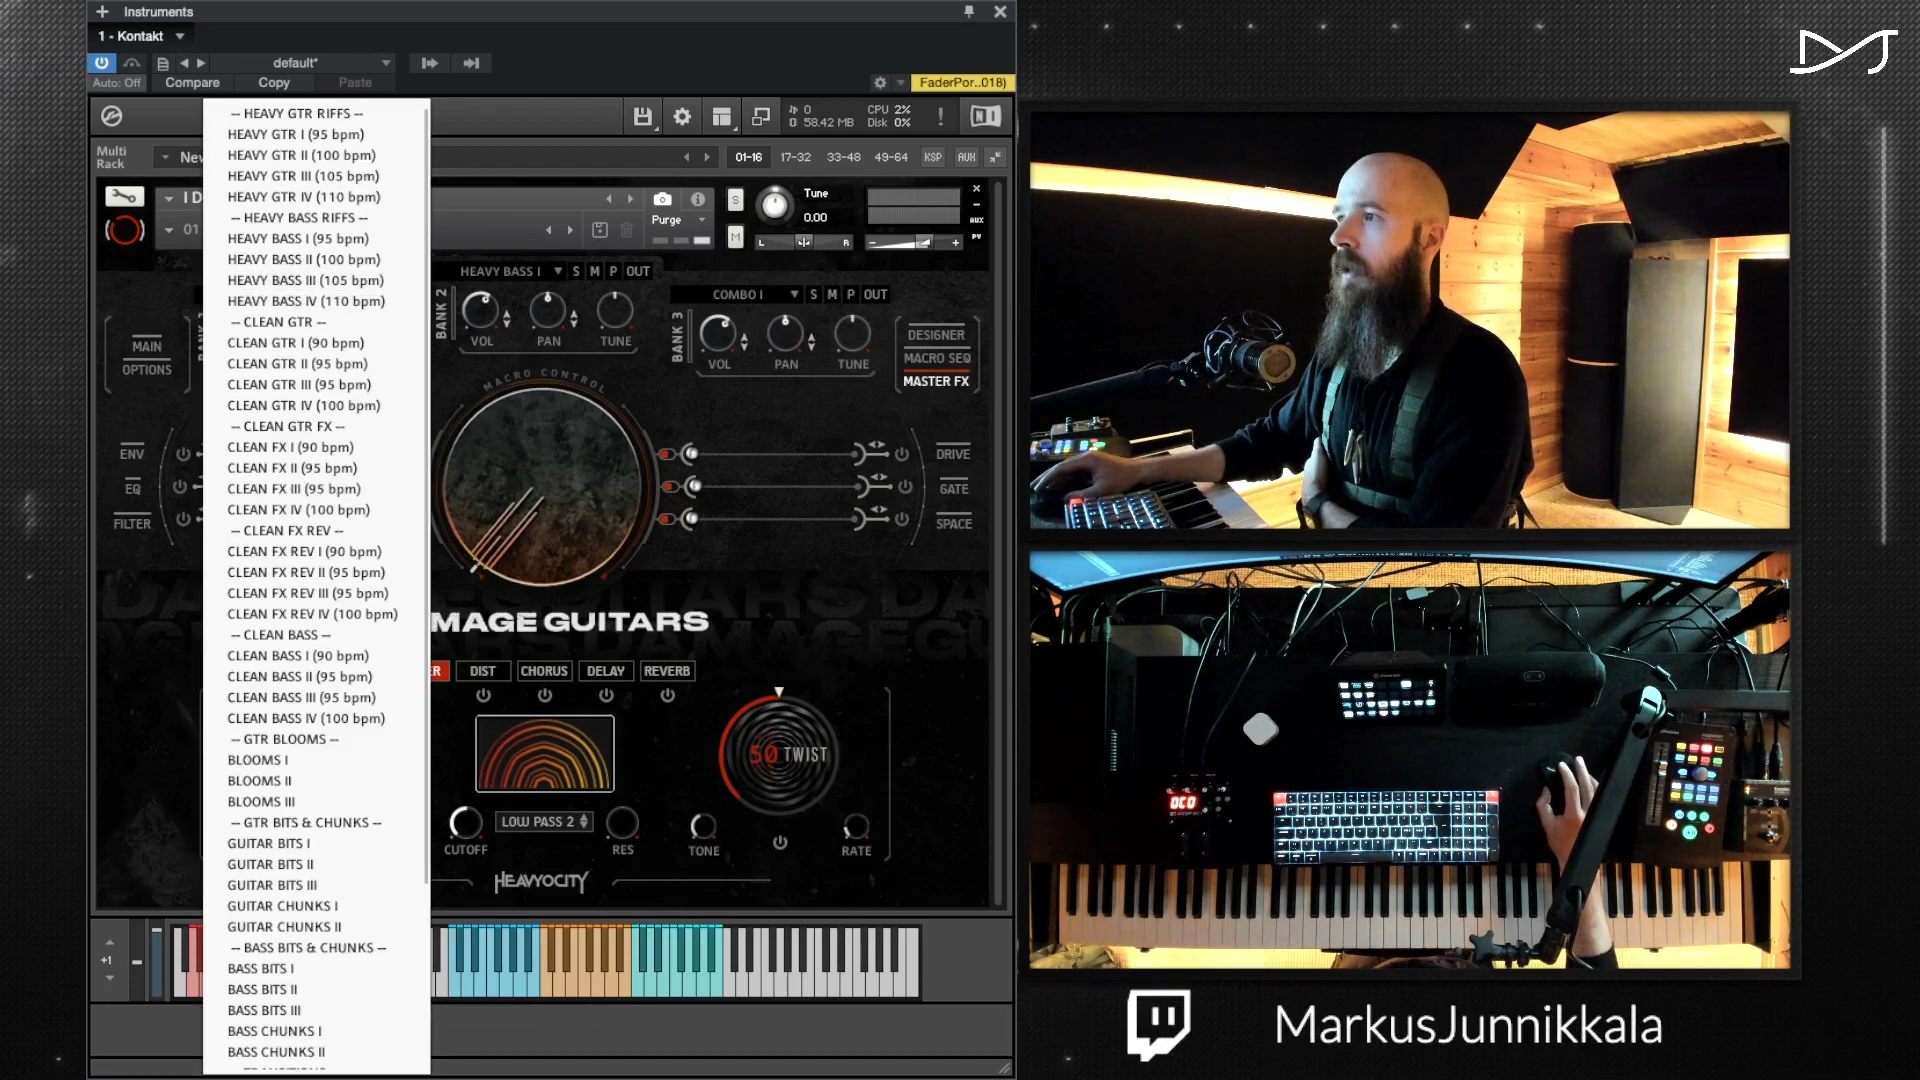 Instruments
1 - Kontakt
default*
Auto: Off
Compare
Copy
Paste
FaderPor..018)
-- HEAVY GTR RIFFS --
HEAVY GTR I (95 bpm)
HEAVY GTR II (100 bpm)
HEAVY GTR III (105 bpm)
HEAVY GTR IV (110 bpm)
-- HEAVY BASS RIFFS --
HEAVY BASS I (95 bpm)
HEAVY BASS II (100 bpm)
HEAVY BASS III (105 bpm)
HEAVY BASS IV (110 bpm)
-- CLEAN GTR --
CLEAN GTR I (90 bpm)
CLEAN GTR II (95 bpm)
CLEAN GTR III (95 bpm)
CLEAN GTR IV (100 bpm)
-- CLEAN GTR FX --
CLEAN FX I (90 bpm)
CLEAN FX II (95 bpm)
CLEAN FX III (95 bpm)
CLEAN FX IV (100 bpm)
-- CLEAN FX REV --
CLEAN FX REV I (90 bpm)
CLEAN FX REV II (95 bpm)
CLEAN FX REV III (95 bpm)
CLEAN FX REV IV (100 bpm)
-- CLEAN BASS --
CLEAN BASS I (90 bpm)
CLEAN BASS II (95 bpm)
CLEAN BASS III (95 bpm)
CLEAN BASS IV (100 bpm)
-- GTR BLOOMS --
BLOOMS I
BLOOMS II
BLOOMS III
-- GTR BITS & CHUNKS --
GUITAR BITS I
GUITAR BITS II
GUITAR BITS III
GUITAR CHUNKS I
GUITAR CHUNKS II
-- BASS BITS & CHUNKS --
BASS BITS I
BASS BITS II
BASS BITS III
BASS CHUNKS I
BASS CHUNKS II
0
58.42 MB
CPU 2%
Disk 0%
!
NI
Multi Rack
New
01-16
17-32
33-48
49-64
KSP
AUX
I D
01
Purge
S
M
Tune
0.00
L
R
AUX
PV
HEAVY BASS I
S M P OUT
COMBO I
S M P OUT
BANK 2
VOL
PAN
TUNE
BANK 3
VOL
PAN
TUNE
MAIN
OPTIONS
DESIGNER
MACRO SEQ
MASTER FX
MACRO CONTROL
ENV
EQ
FILTER
DRIVE
GATE
SPACE
MAGE GUITARS
ER
DIST
CHORUS
DELAY
REVERB
50 TWIST
CUTOFF
LOW PASS 2
RES
TONE
RATE
HEAVYOCITY
+1
MarkusJunnikkala